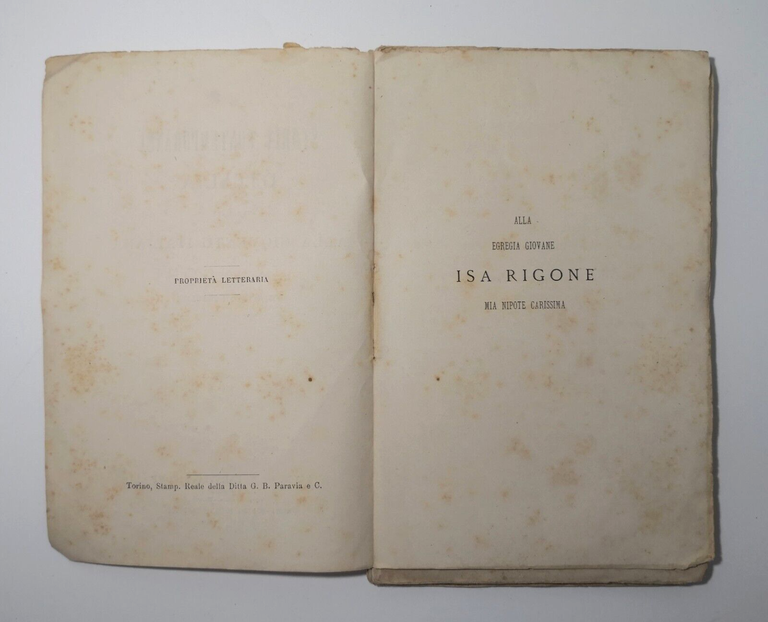 PROPRIETÀ LETTERARIA
Torino, Stamp. Reale della Ditta G. B. Paravia e C.
ALLA
EGREGIA GIOVANE
ISA RIGONE
MIA NIPOTE CARISSIMA